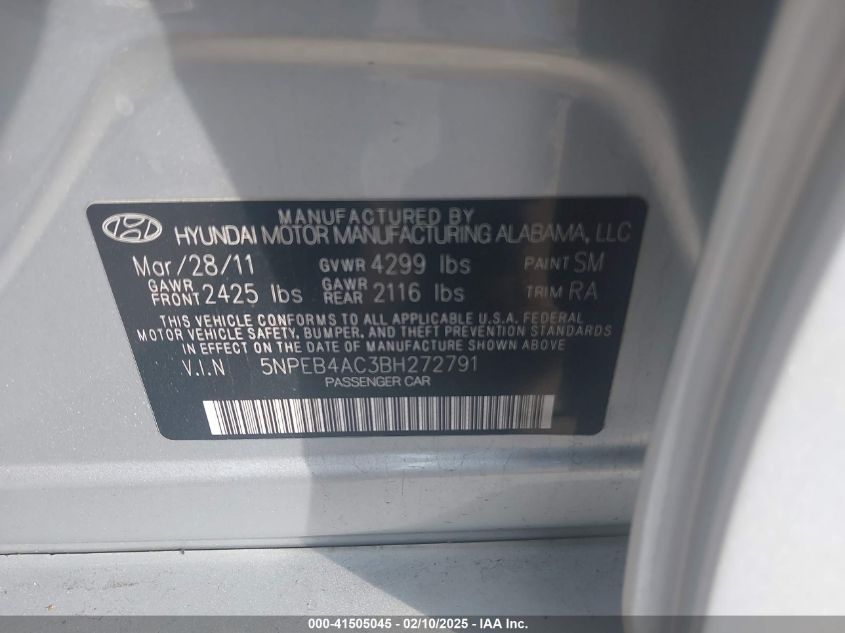 MANUFACTURED BY
HYUNDAI MOTOR MANUFACTURING ALABAMA, LLC
Mar/28/11 GVWR 4299 lbs PAINT SM
GAWR FRONT 2425 lbs GAWR REAR 2116 lbs TRIM RA
THIS VEHICLE CONFORMS TO ALL APPLICABLE U.S.A. FEDERAL
MOTOR VEHICLE SAFETY, BUMPER, AND THEFT PREVENTION STANDARDS
IN EFFECT ON THE DATE OF MANUFACTURE SHOWN ABOVE
V.I.N 5NPEB4AC3BH272791
PASSENGER CAR
000-41505045 - 02/10/2025 - IAA Inc.